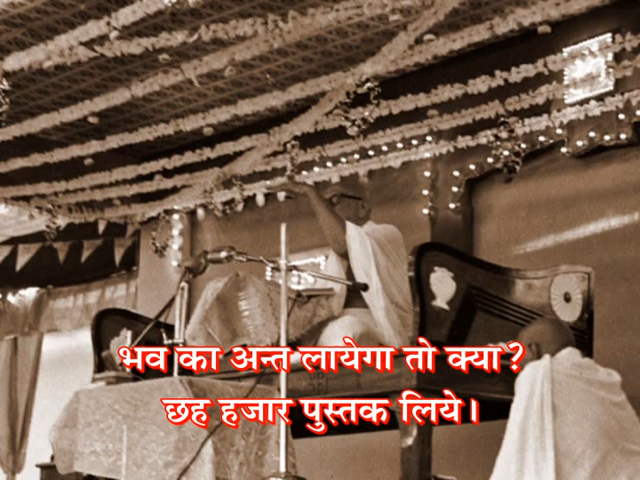 भव का अन्त लायेगा तो क्या?
छह हजार पुस्तक लिये।